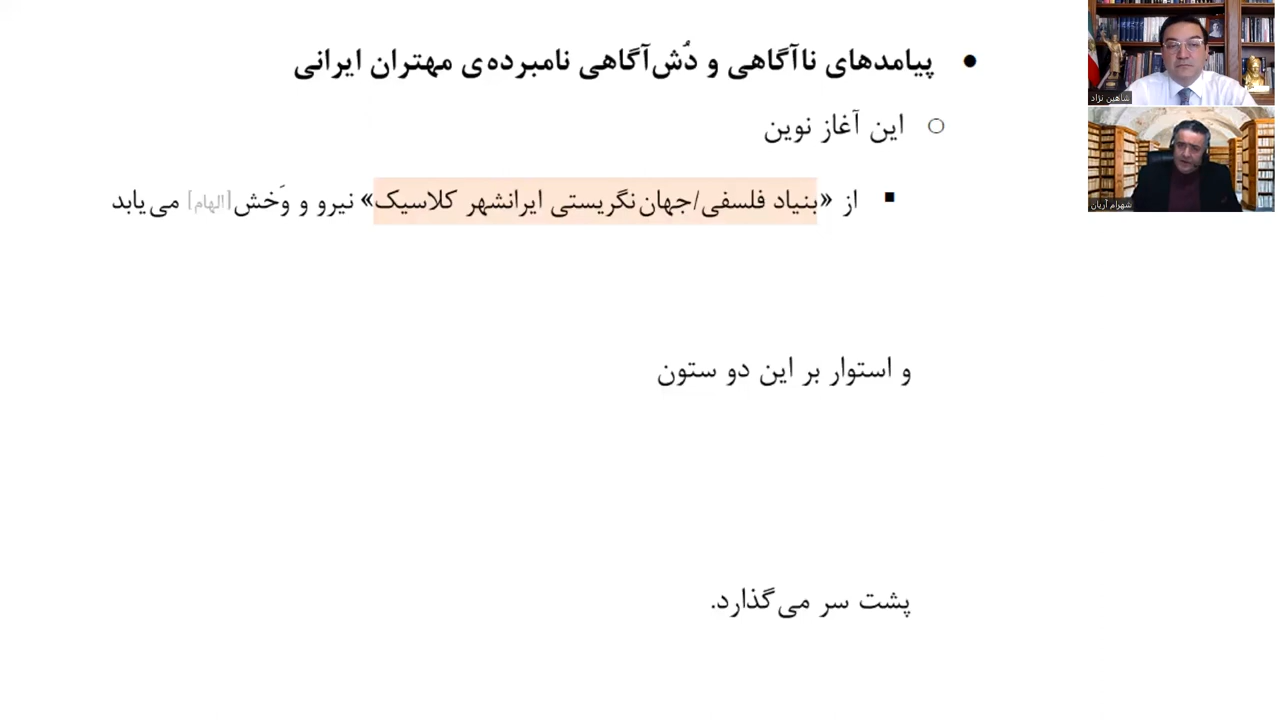 • پیامدهای ناآگاهی و دُش‌آگاهی نامبرده‌ی مهتران ایرانی
○ این آغاز نوین
▪ از «بنیاد فلسفی/جهان‌نگریستی ایرانشهر کلاسیک» نیرو و وَخش[الهام] می‌یابد
و استوار بر این دو ستون
پشت سر می‌گذارد.
شاهین نژاد
شهرام آریان